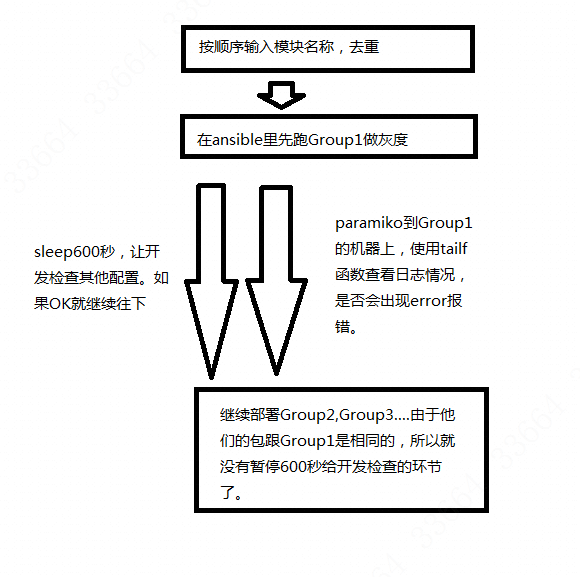 按顺序输入模块名称，去重
在ansible里先跑Group1做灰度
sleep600秒，让开
发检查其他配置。如
果OK就继续往下
paramiko到Group1
的机器上，使用tailf
函数查看日志情况，
是否会出现error报
错。
继续部署Group2,Group3....由于他
们的包跟Group1是相同的，所以就
没有暂停600秒给开发检查的环节
了。
33664 33664
33664 33664